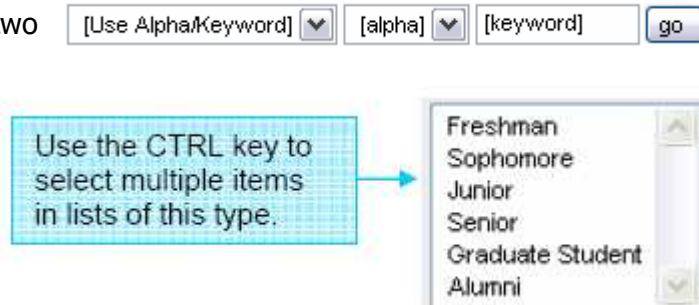 [Use Alpha/Keyword] [alpha] [keyword] go
Use the CTRL key to
select multiple items
in lists of this type.
Freshman
Sophomore
Junior
Senior
Graduate Student
Alumni